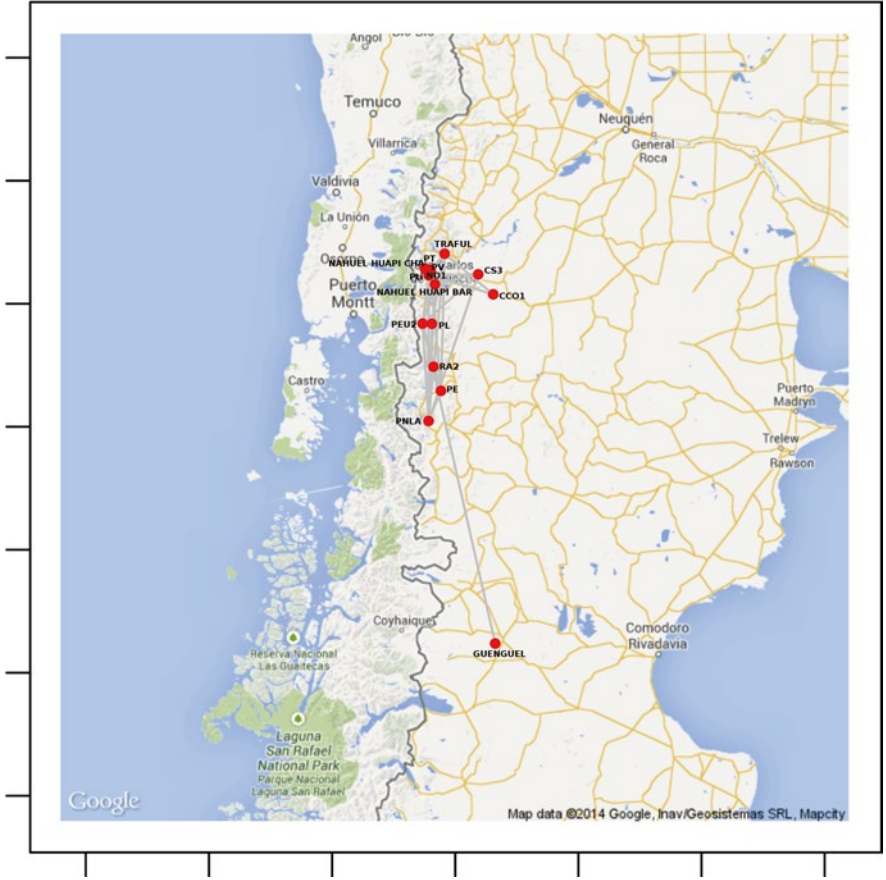 Angol
Temuco
Neuquén
General
Roca
Villarrica
Valdivia
La Unión
TRAFUL
Osorno
NAHUEL HUAPI CHA
PT
PV
CS3
Puerto
Montt
NAHUEL HUAPI BAR
CCO1
PEU2
PL
RA2
Castro
PE
Puerto
Madryn
PNLA
Trelew
Rawson
Coyhaique
Comodoro
Rivadavia
GUENGUEL
Reserva Nacional
Las Guaitecas
Laguna
San Rafael
National Park
Parque Nacional
Laguna San Rafael
Google
Map data ©2014 Google, Inav/Geosistemas SRL, Mapcity